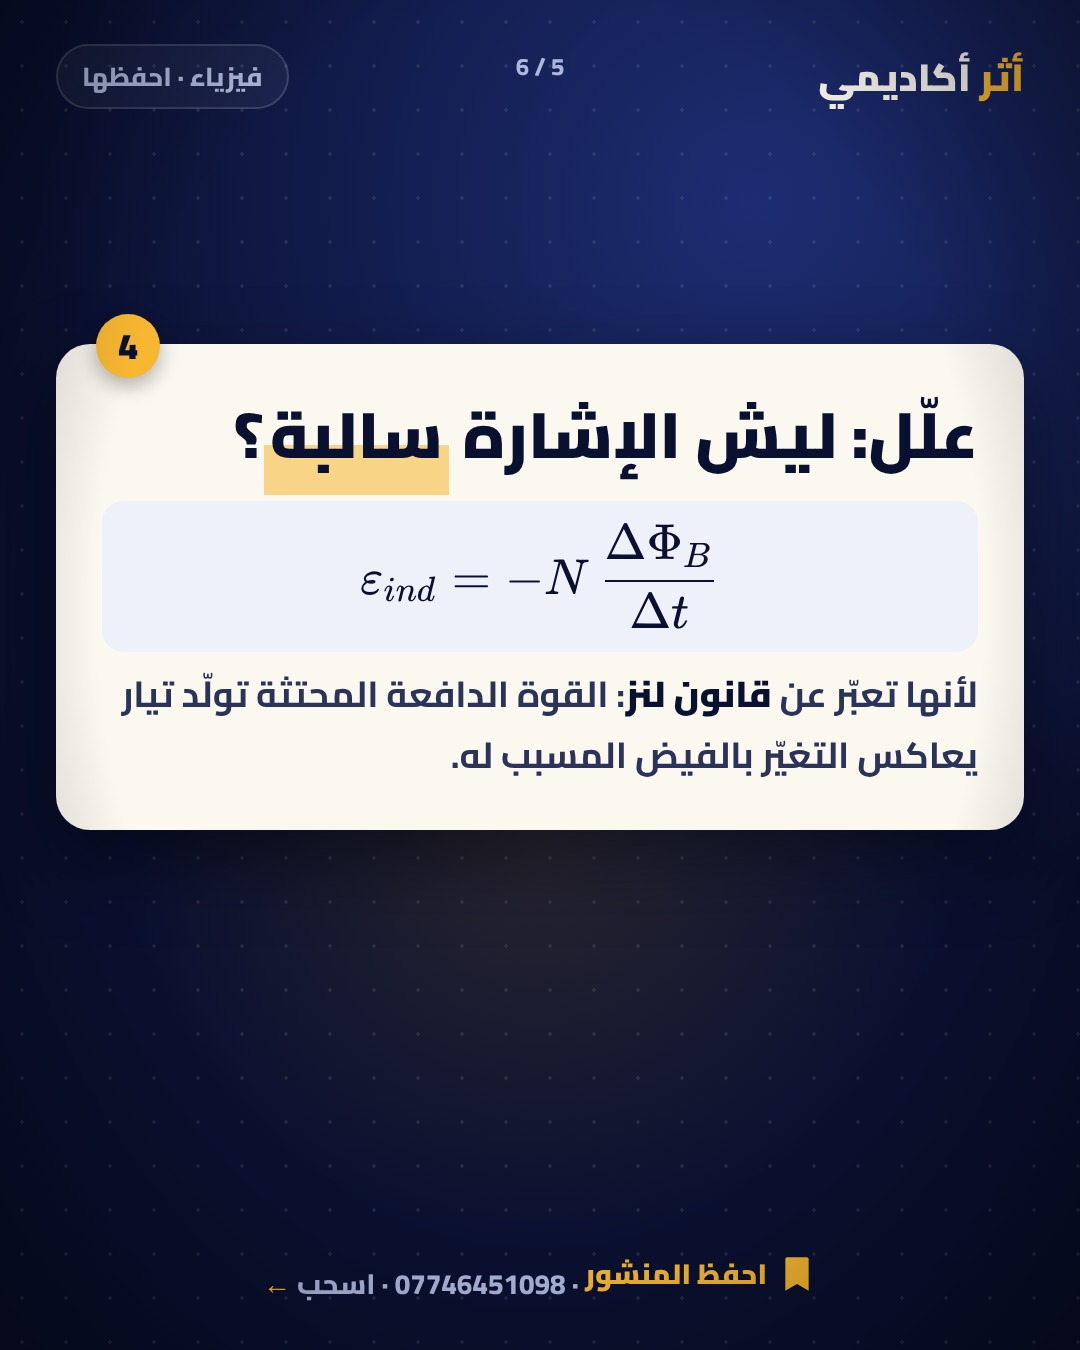 أثر أكاديمي
6 / 5
فيزياء · احفظها
4
علّل: ليش الإشارة سالبة؟
ε_ind = −N ΔΦ_B / Δt
لأنها تعبّر عن قانون لنز: القوة الدافعة المحتثة تولّد تيار
يعاكس التغيّر بالفيض المسبب له.
احفظ المنشور · 07746451098 · اسحب ←